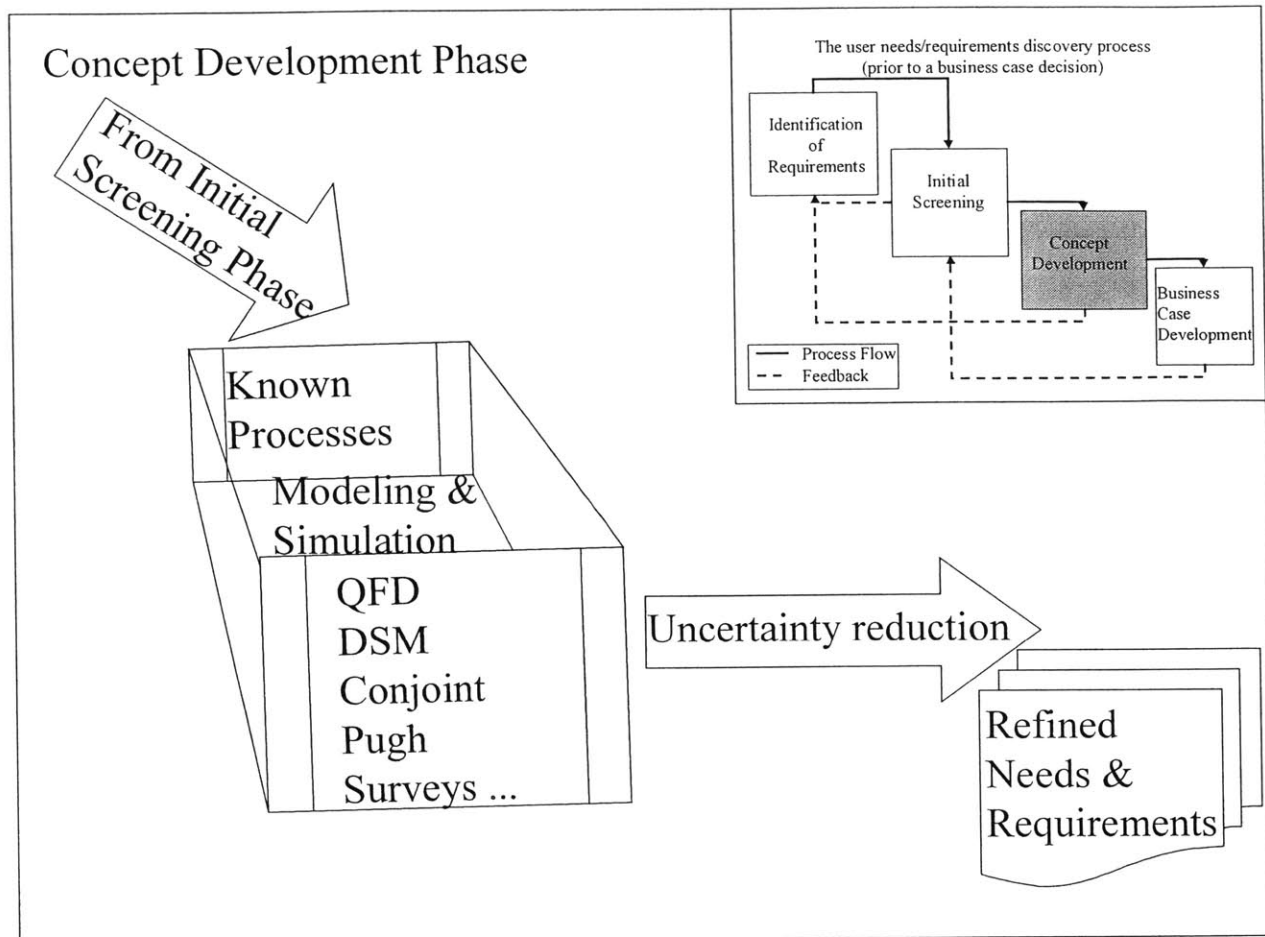 Concept Development Phase
From Initial
Screening Phase
Known
Processes
Modeling &
Simulation
QFD
DSM
Conjoint
Pugh
Surveys ...
Uncertainty reduction
Refined
Needs &
Requirements
The user needs/requirements discovery process
(prior to a business case decision)
Identification
of
Requirements
Initial
Screening
Concept
Development
Business
Case
Development
Process Flow
Feedback